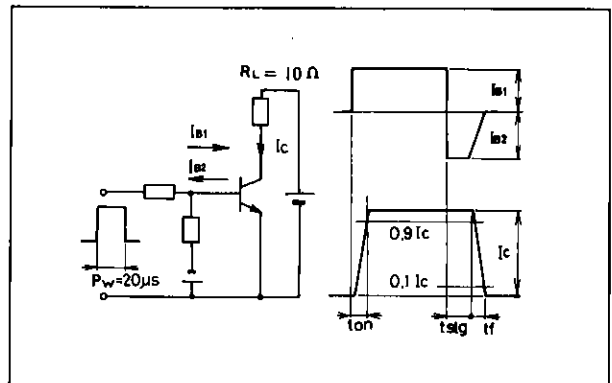 RL = 10 Ω
IB1
IB2
IC
PW=20μs
IB1
IB2
0,9 Ic
0,1 Ic
Ic
ton
tstg
tf